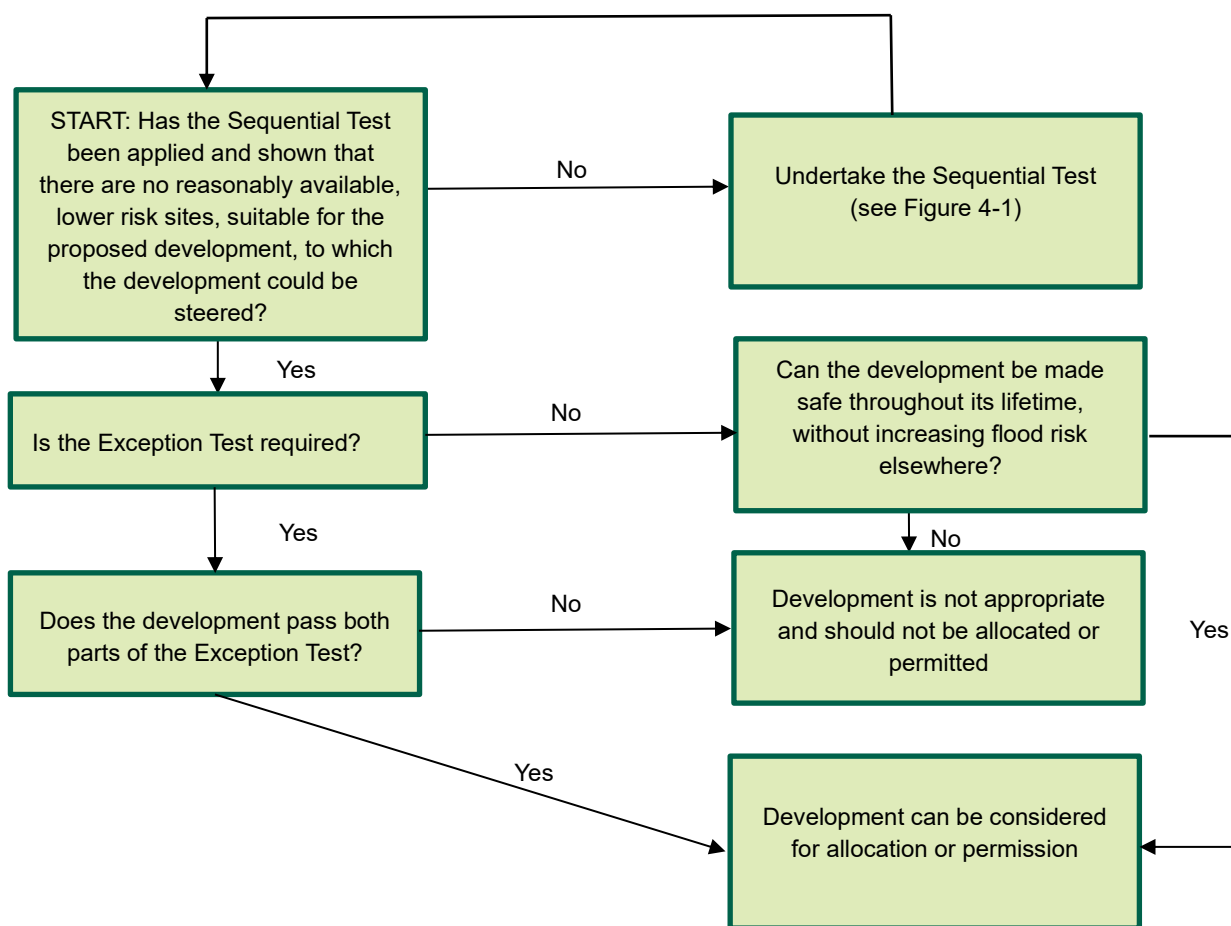 START: Has the Sequential Test
been applied and shown that
there are no reasonably available,
lower risk sites, suitable for the
proposed development, to which
the development could be
steered?
No
Undertake the Sequential Test
(see Figure 4-1)
Yes
Is the Exception Test required?
No
Can the development be made
safe throughout its lifetime,
without increasing flood risk
elsewhere?
Yes
No
Does the development pass both
parts of the Exception Test?
No
Development is not appropriate
and should not be allocated or
permitted
Yes
Yes
Development can be considered
for allocation or permission